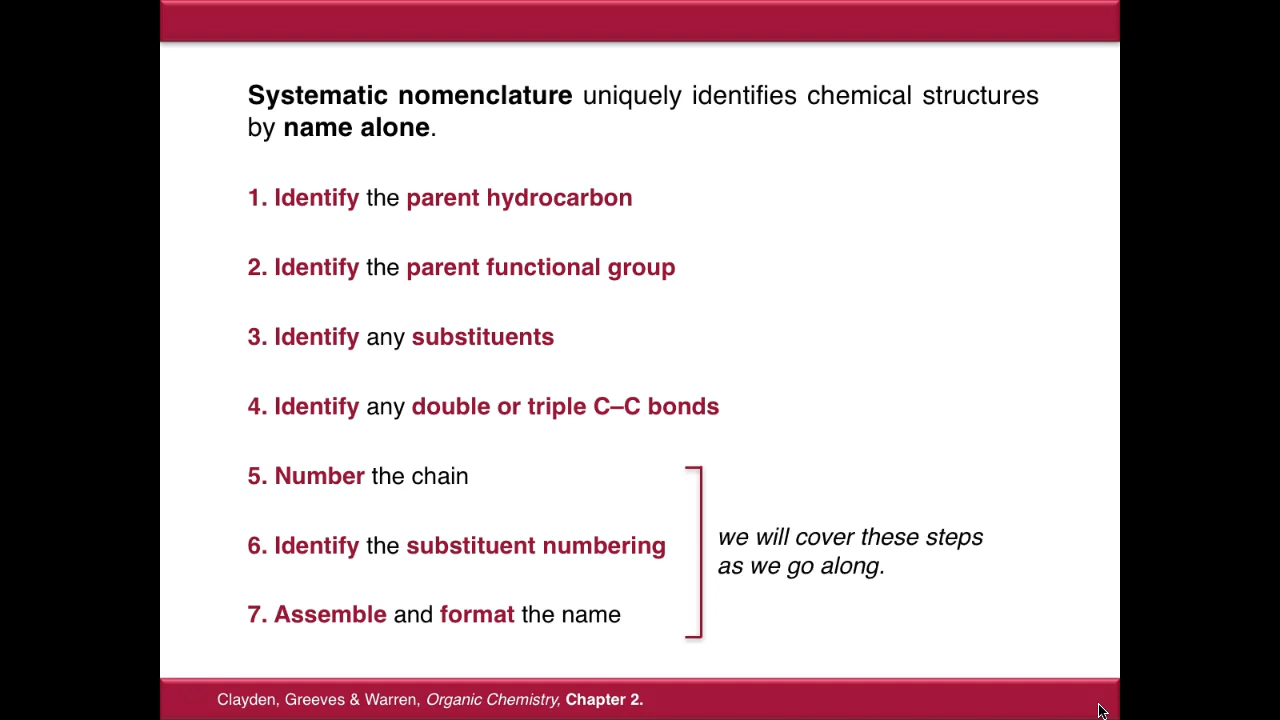 Systematic nomenclature uniquely identifies chemical structures
by name alone.
1. Identify the parent hydrocarbon
2. Identify the parent functional group
3. Identify any substituents
4. Identify any double or triple C–C bonds
5. Number the chain
6. Identify the substituent numbering
7. Assemble and format the name
we will cover these steps
as we go along.
Clayden, Greeves & Warren, Organic Chemistry, Chapter 2.